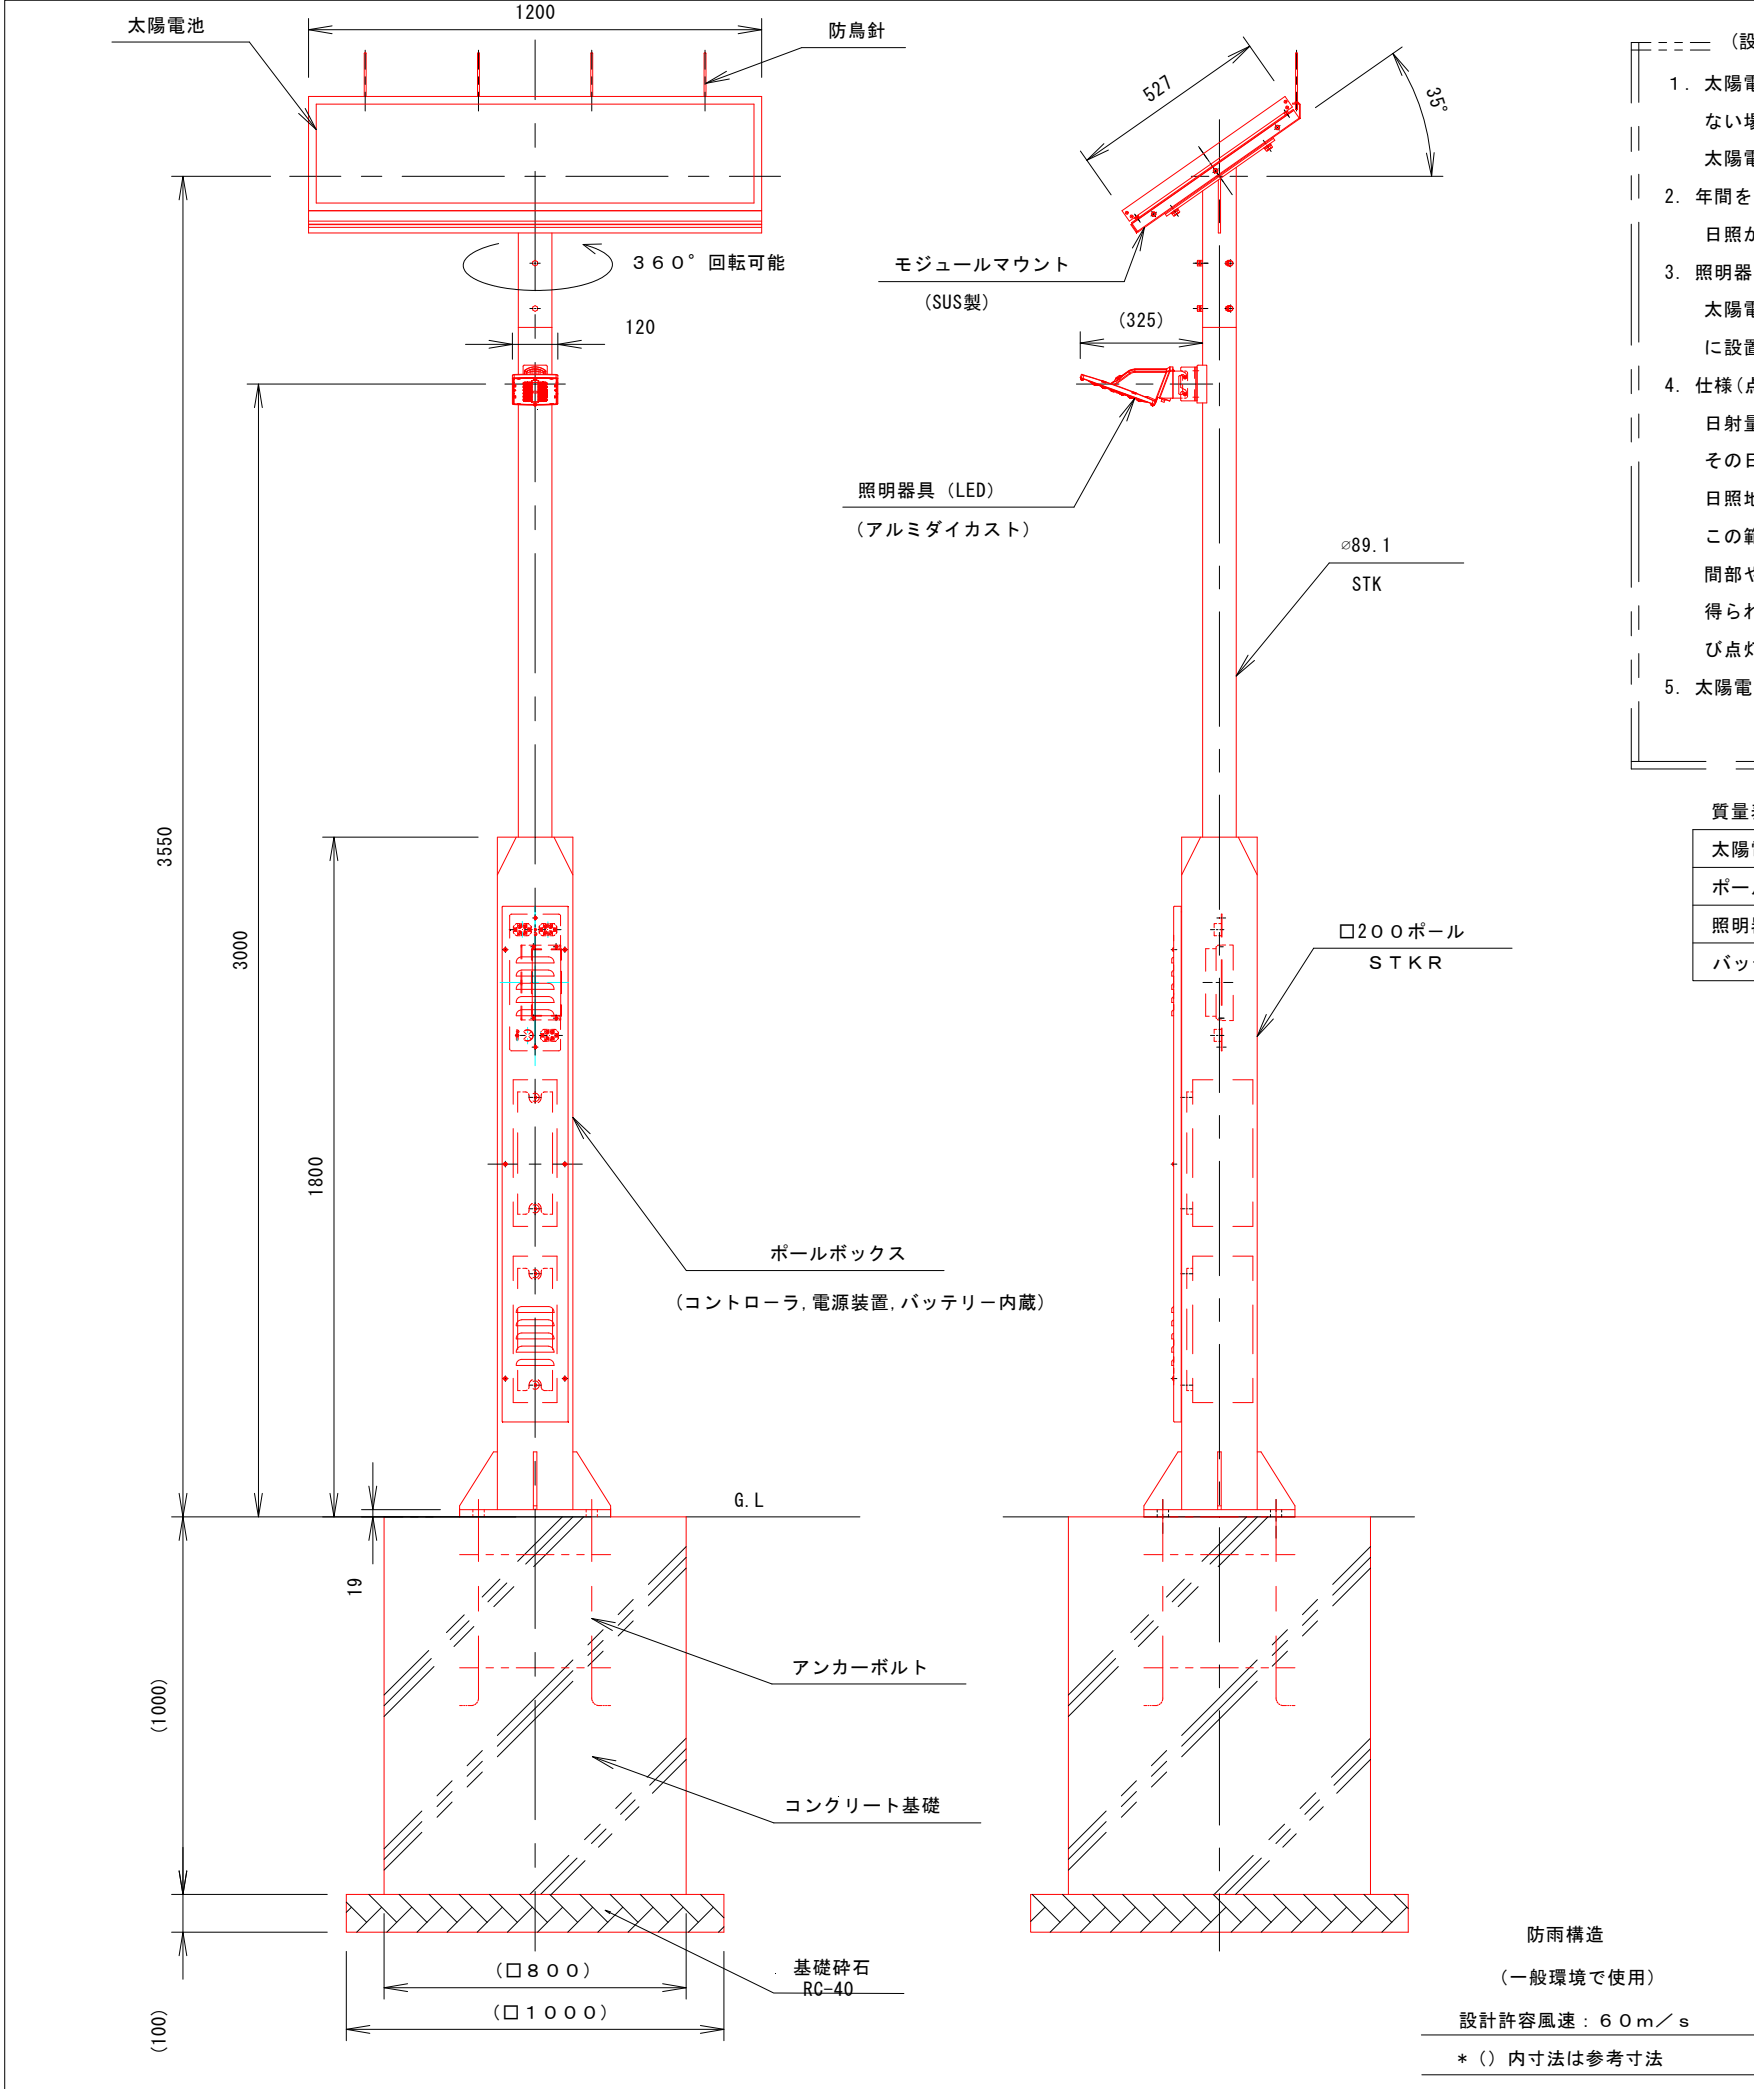 太陽電池
1200
防鳥針
360°回転可能
120
3550
3000
1800
ポールボックス
(コントローラ,電源装置,バッテリー内蔵)
G.L
19
アンカーボルト
コンクリート基礎
(1000)
(100)
(□800)
(□1000)
基礎砕石
RC-40
527
35°
モジュールマウント
(SUS製)
(325)
照明器具 (LED)
(アルミダイカスト)
⌀89.1
STK
□200ポール
STKR
(設
1. 太陽電
ない場
太陽電
2. 年間を
日照が
3. 照明器
太陽電
に設置
4. 仕様(点
日射量
その日
日照地
この範
間部や
得られ
び点灯
5. 太陽電
質量表
太陽電
ポール
照明器
バッテ
防雨構造
(一般環境で使用)
設計許容風速:60m/s
*()内寸法は参考寸法